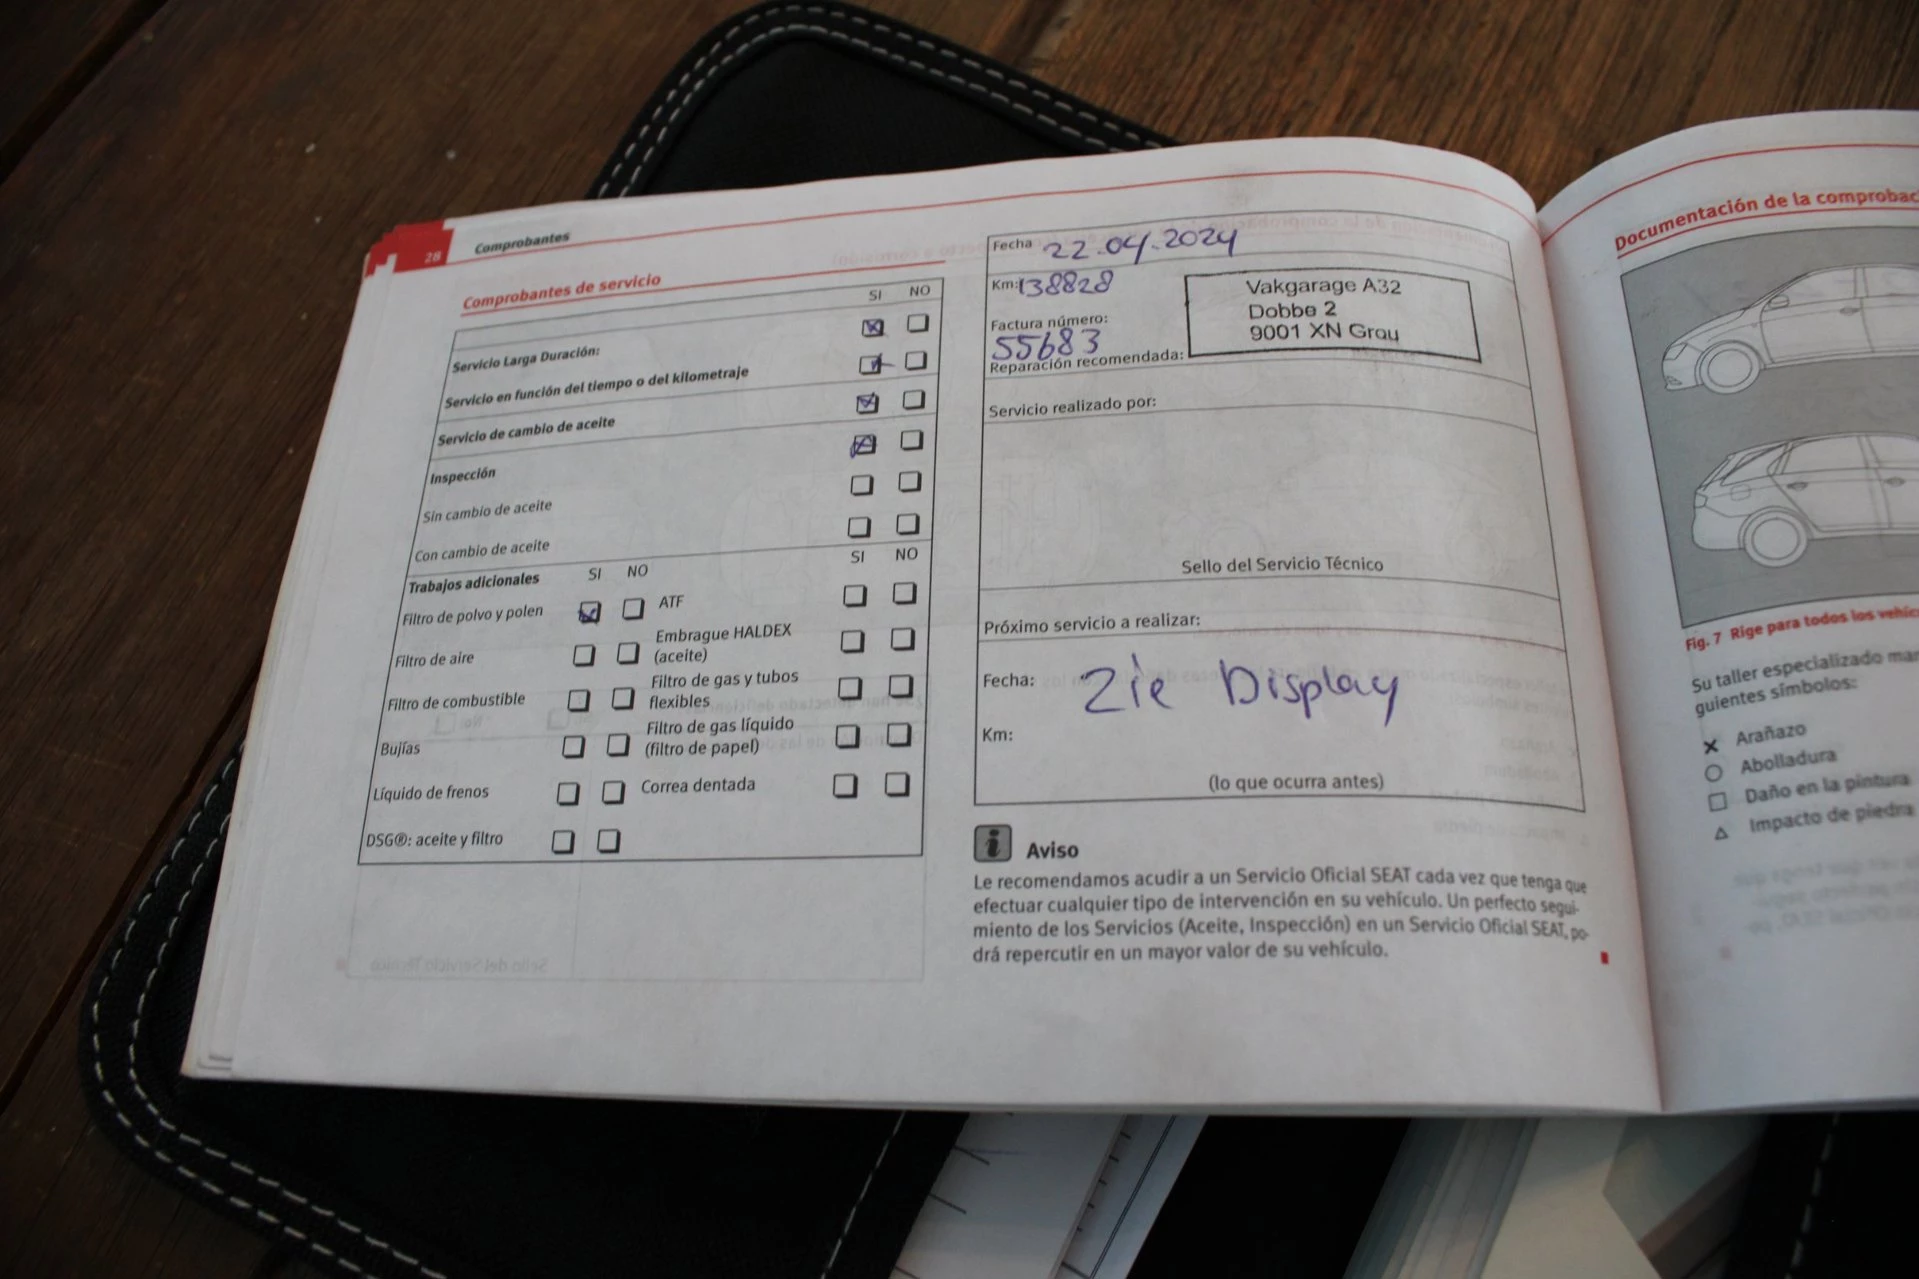 28
Comprobantes
Comprobantes de servicio
SI NO
Servicio Larga Duración:
Servicio en función del tiempo o del kilometraje
Servicio de cambio de aceite
Inspección
Sin cambio de aceite
Con cambio de aceite
SI NO
Trabajos adicionales SI NO
Filtro de polvo y polen
ATF
Filtro de aire
Embrague HALDEX
(aceite)
Filtro de combustible
Filtro de gas y tubos
flexibles
Bujías
Filtro de gas líquido
(filtro de papel)
Líquido de frenos
Correa dentada
DSG®: aceite y filtro
Fecha 22.04.2024
Km: 138828
Factura número:
55683
Reparación recomendada:
Vakgarage A32
Dobbe 2
9001 XN Grou
Servicio realizado por:
Sello del Servicio Técnico
Próximo servicio a realizar:
Fecha: Zie Display
Km:
(lo que ocurra antes)
Aviso
Le recomendamos acudir a un Servicio Oficial SEAT cada vez que tenga que
efectuar cualquier tipo de intervención en su vehículo. Un perfecto segui-
miento de los Servicios (Aceite, Inspección) en un Servicio Oficial SEAT, po-
drá repercutir en un mayor valor de su vehículo.
Documentación de la comprobac
Fig. 7 Rige para todos los vehíc
Su taller especializado mar
guientes símbolos:
Arañazo
Abolladura
Daño en la pintura
Impacto de piedra